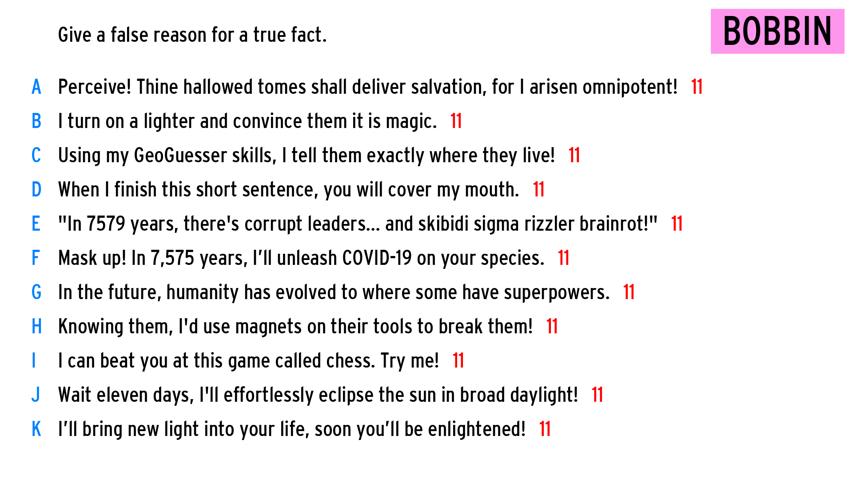 Give a false reason for a true fact.
BOBBIN
A Perceive! Thine hallowed tomes shall deliver salvation, for I arisen omnipotent! 11
B I turn on a lighter and convince them it is magic. 11
C Using my GeoGuesser skills, I tell them exactly where they live! 11
D When I finish this short sentence, you will cover my mouth. 11
E "In 7579 years, there's corrupt leaders... and skibidi sigma rizzler brainrot!" 11
F Mask up! In 7,575 years, I’ll unleash COVID-19 on your species. 11
G In the future, humanity has evolved to where some have superpowers. 11
H Knowing them, I'd use magnets on their tools to break them! 11
I I can beat you at this game called chess. Try me! 11
J Wait eleven days, I'll effortlessly eclipse the sun in broad daylight! 11
K I’ll bring new light into your life, soon you’ll be enlightened! 11